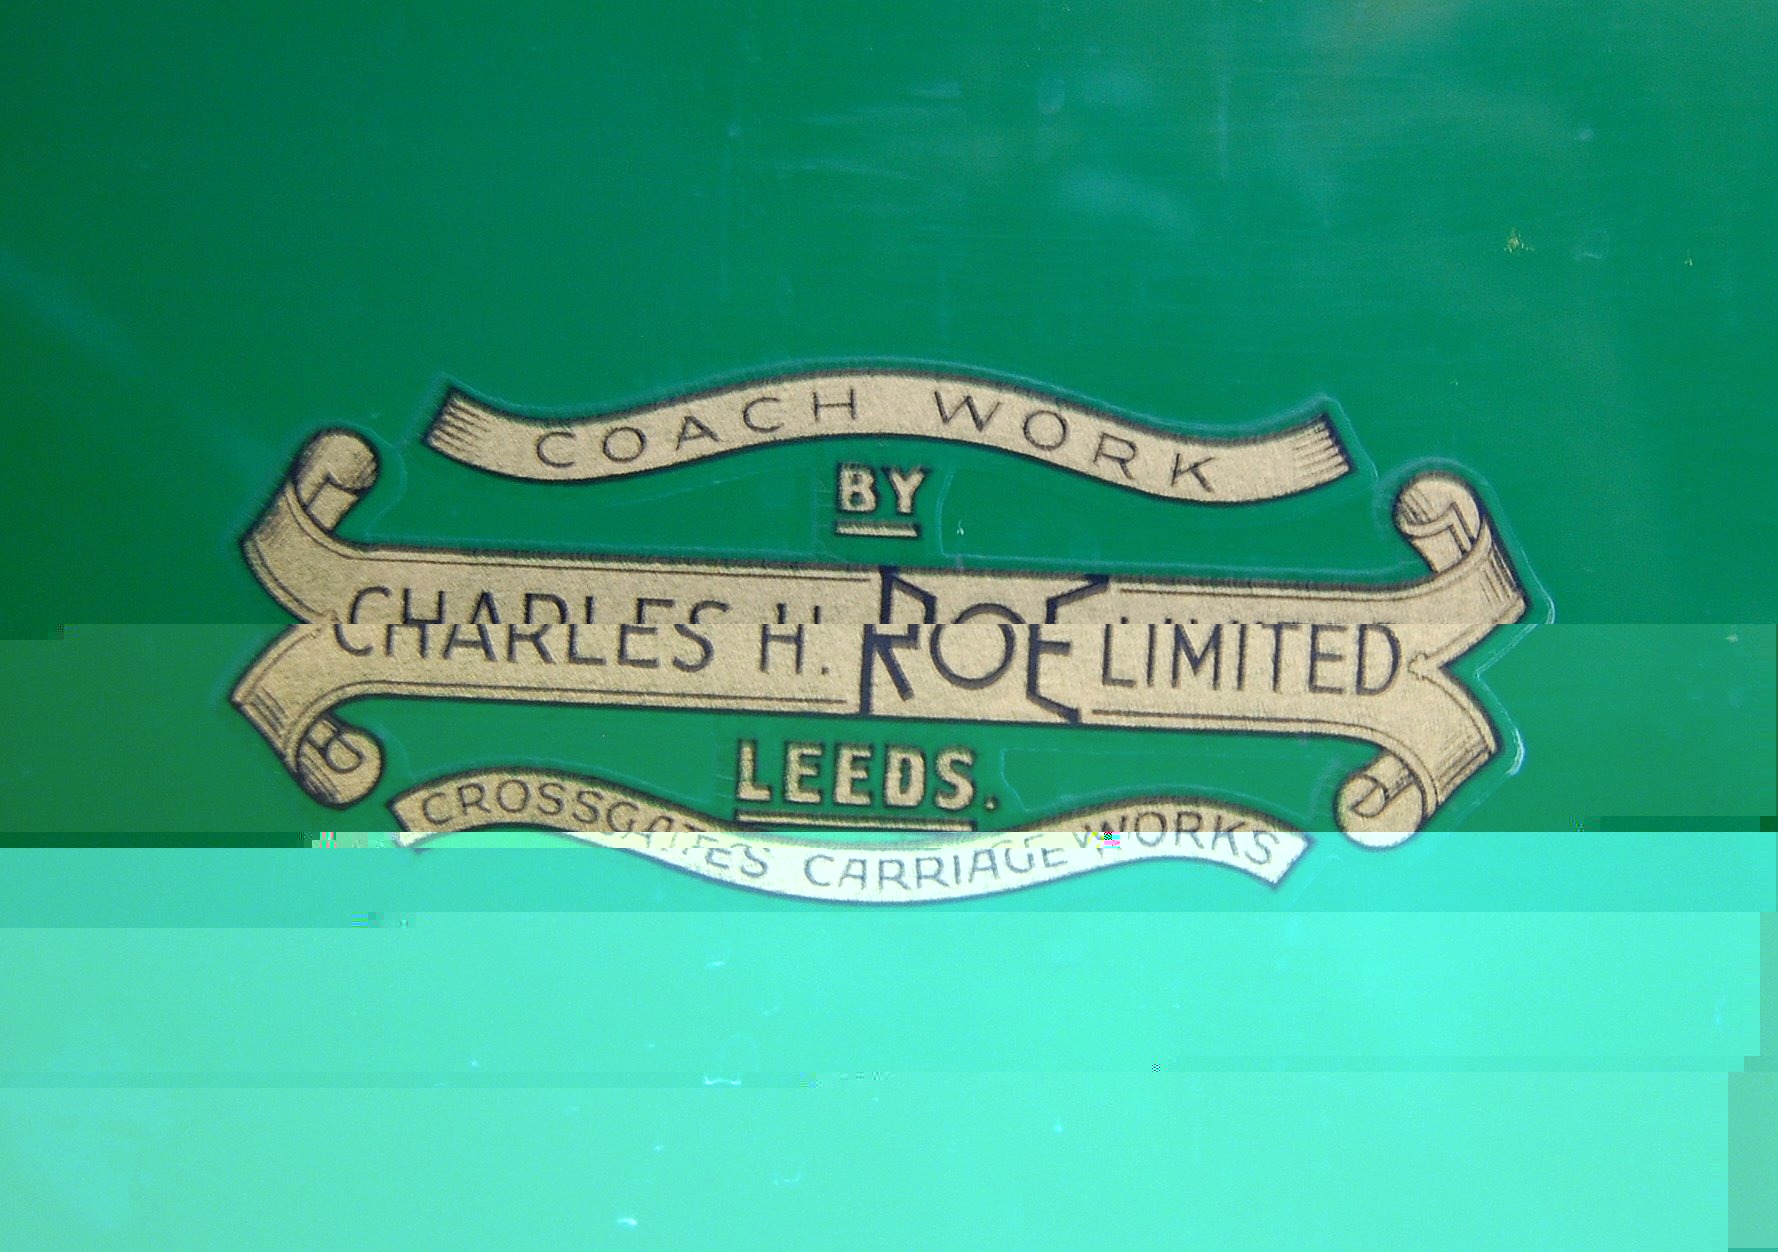 COACH WORK
BY
CHARLES H. ROE LIMITED
LEEDS.
CROSSGATES CARRIAGE WORKS